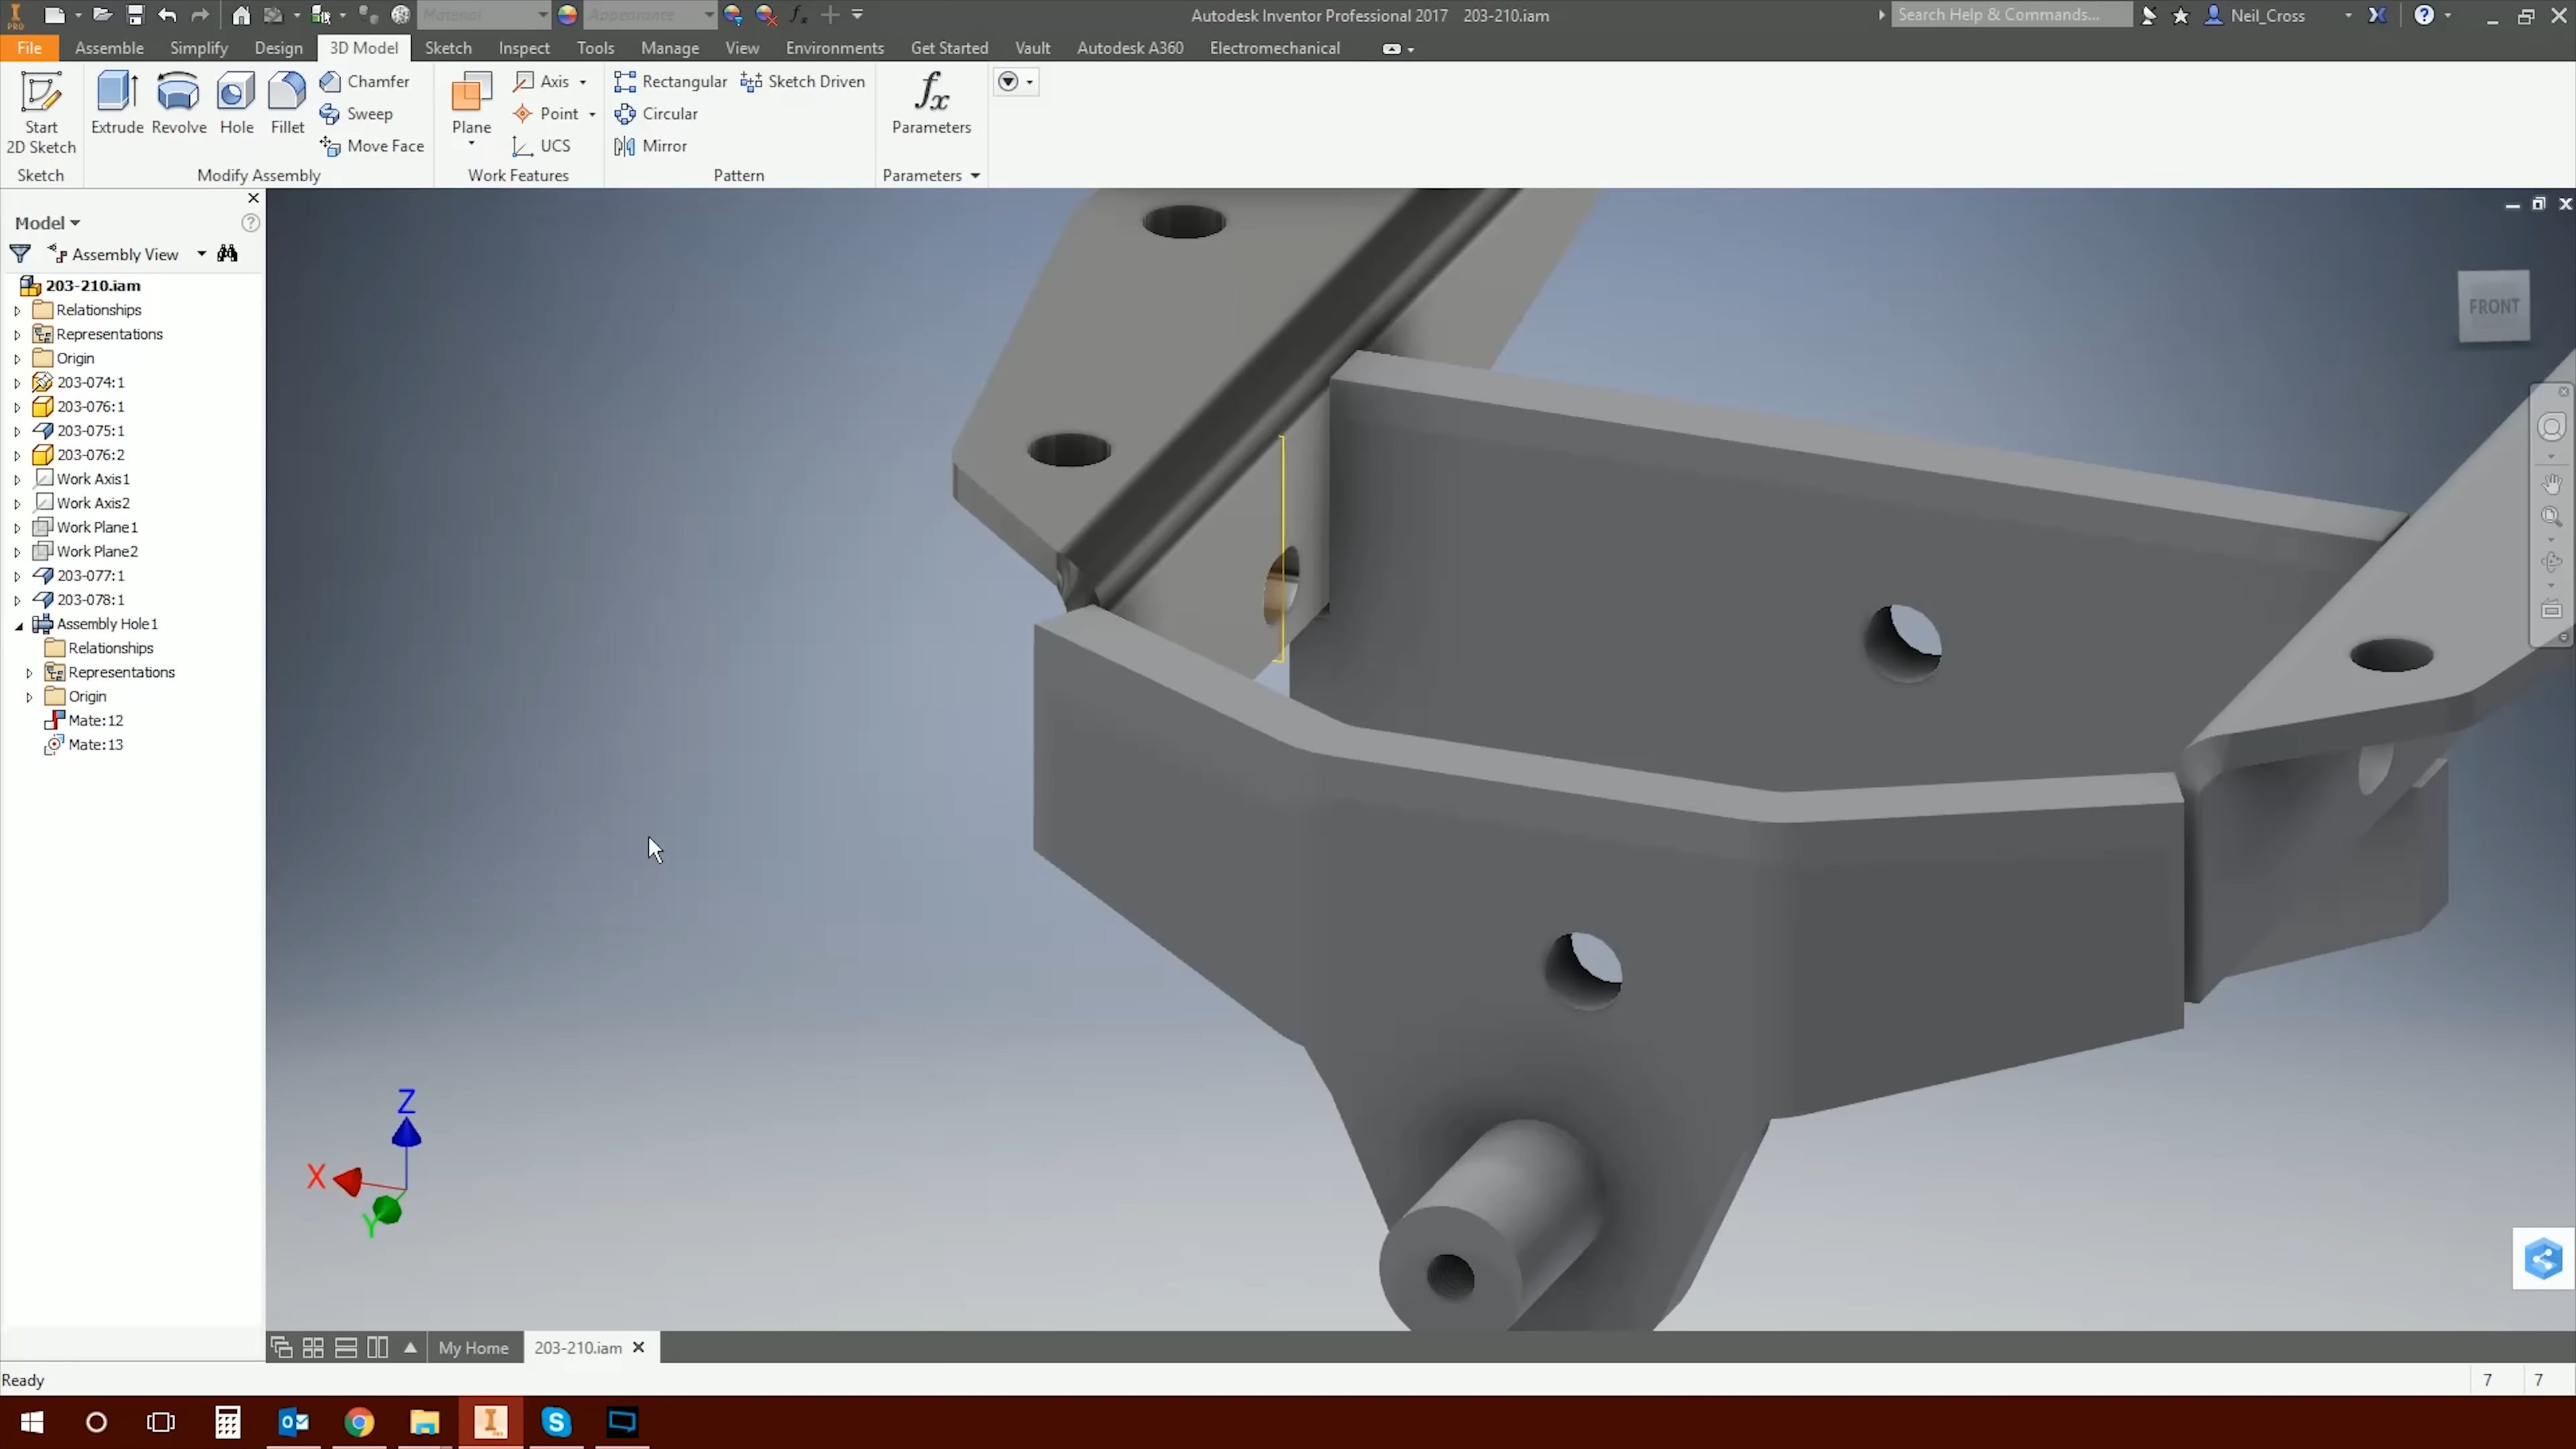 PRO
Material
Appearance
Autodesk Inventor Professional 2017 203-210.iam
Search Help & Commands...
Neil_Cross
File Assemble Simplify Design 3D Model Sketch Inspect Tools Manage View Environments Get Started Vault Autodesk A360 Electromechanical
Start
2D Sketch
Extrude
Revolve
Hole
Fillet
Chamfer
Sweep
Move Face
Plane
Axis
Point
UCS
Rectangular
Circular
Mirror
Sketch Driven
fx
Parameters
Sketch
Modify Assembly
Work Features
Pattern
Parameters
Model
Assembly View
203-210.iam
Relationships
Representations
Origin
203-074:1
203-076:1
203-075:1
203-076:2
Work Axis1
Work Axis2
Work Plane1
Work Plane2
203-077:1
203-078:1
Assembly Hole1
Relationships
Representations
Origin
Mate:12
Mate:13
FRONT
Z
X
Y
My Home
203-210.iam
Ready
7 7